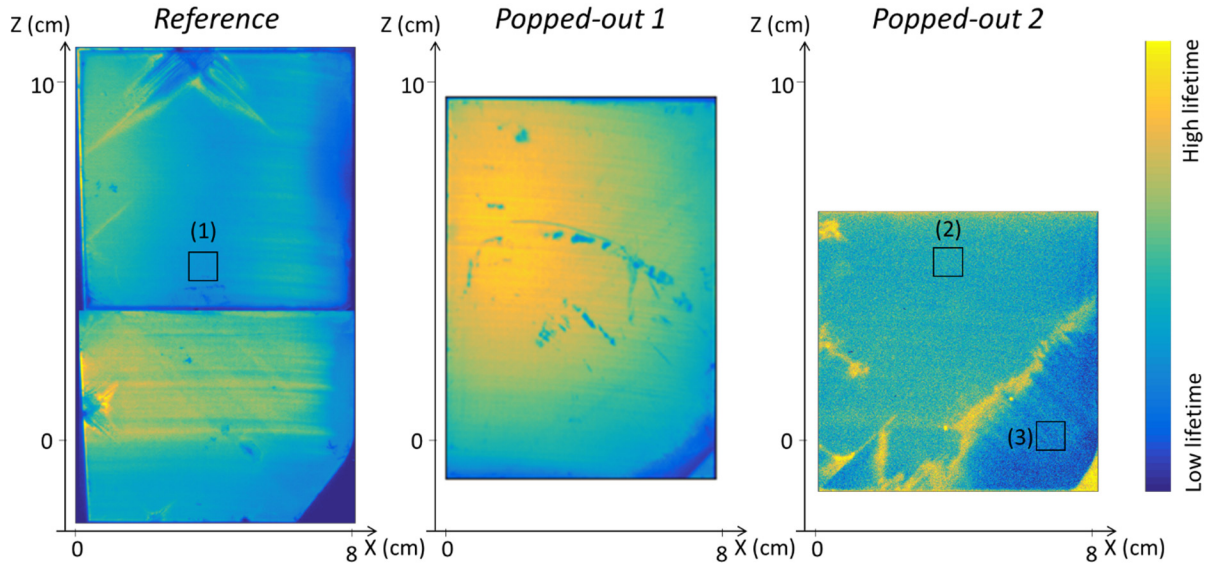 Reference
Popped-out 1
Popped-out 2
Z (cm)
Z (cm)
Z (cm)
10
10
10
High lifetime
(1)
(2)
(3)
0
0
0
Low lifetime
0
8
X (cm)
0
8
X (cm)
0
8
X (cm)